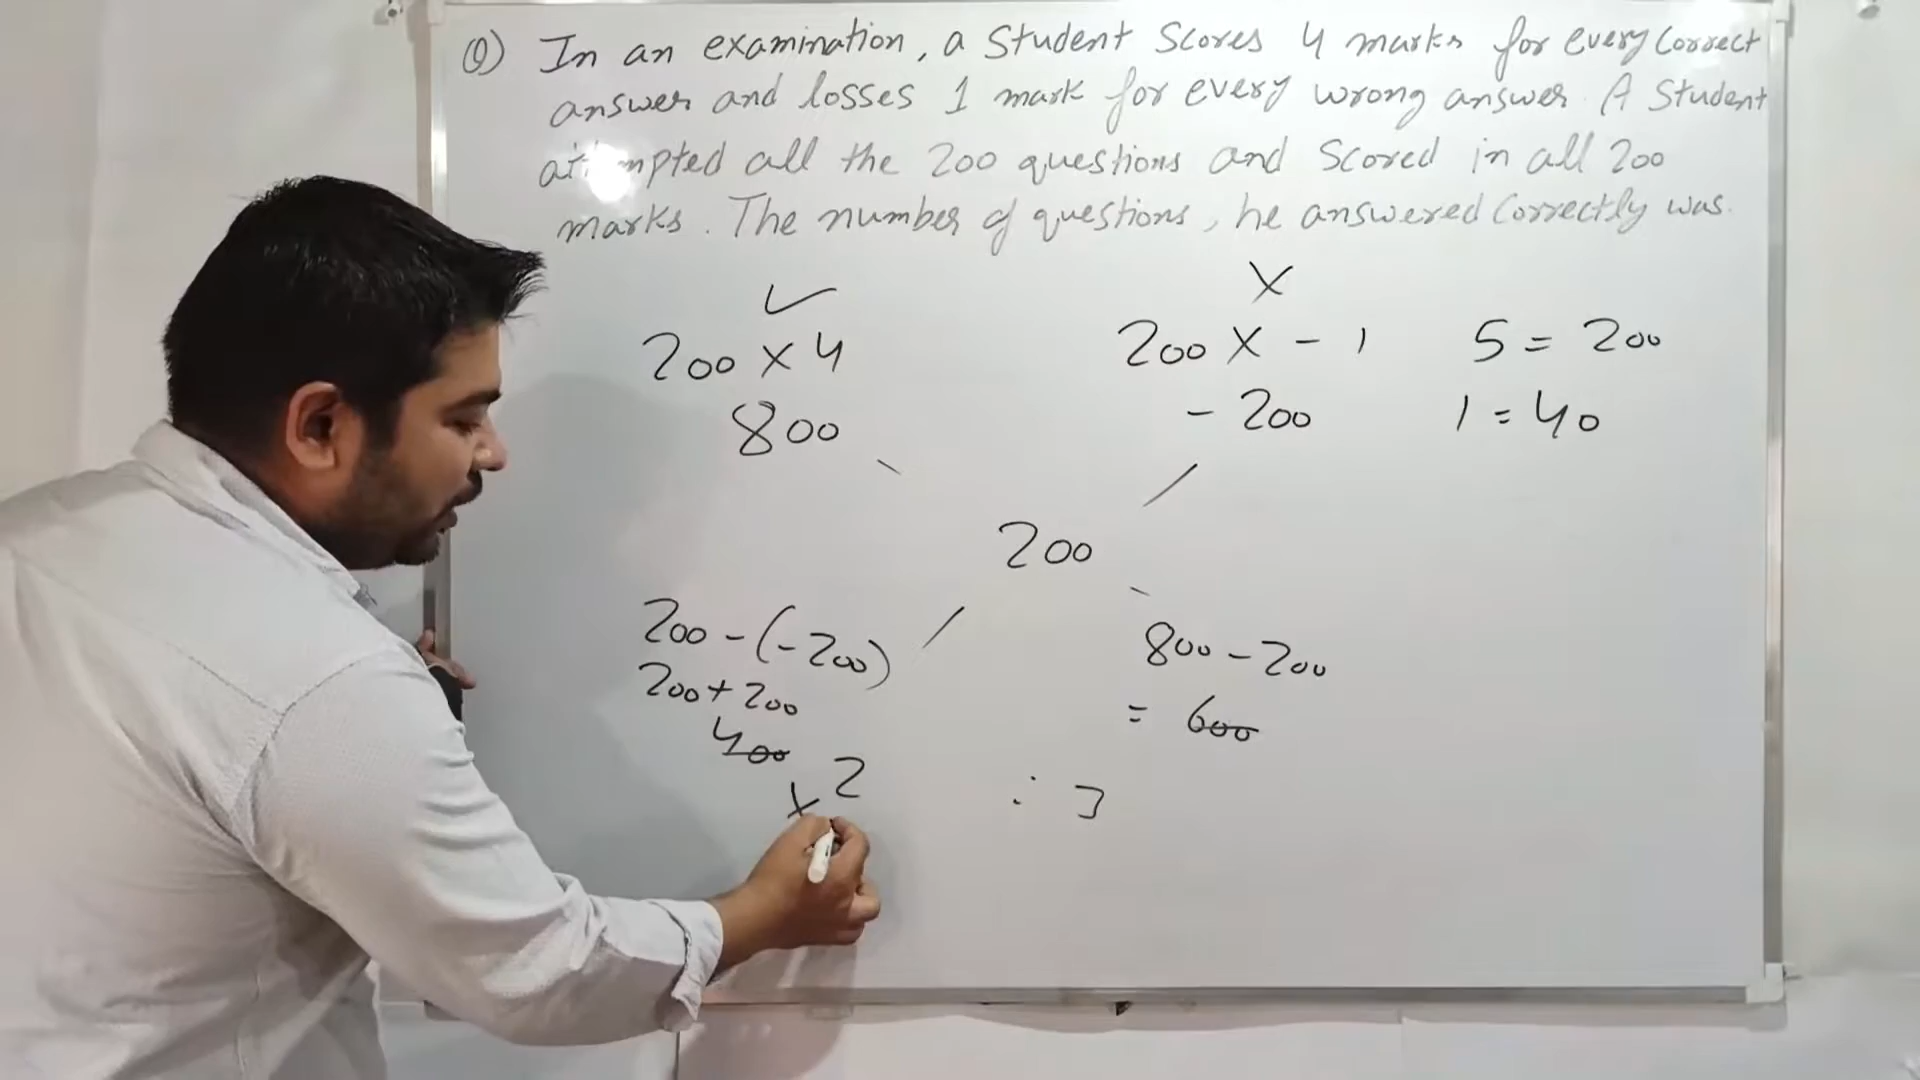 Q) In an examination, a Student Scores 4 marks for every Correct
answer and losses 1 mark for every wrong answer. A Student
attempted all the 200 questions and Scored in all 200
marks. The number of questions, he answered Correctly was.
✓ X
200 × 4 200 X - 1 5 = 200
800 - 200 1 = 40
200
200 - (-200) 800 - 200
200 + 200 = 600
400
2 : 3
x